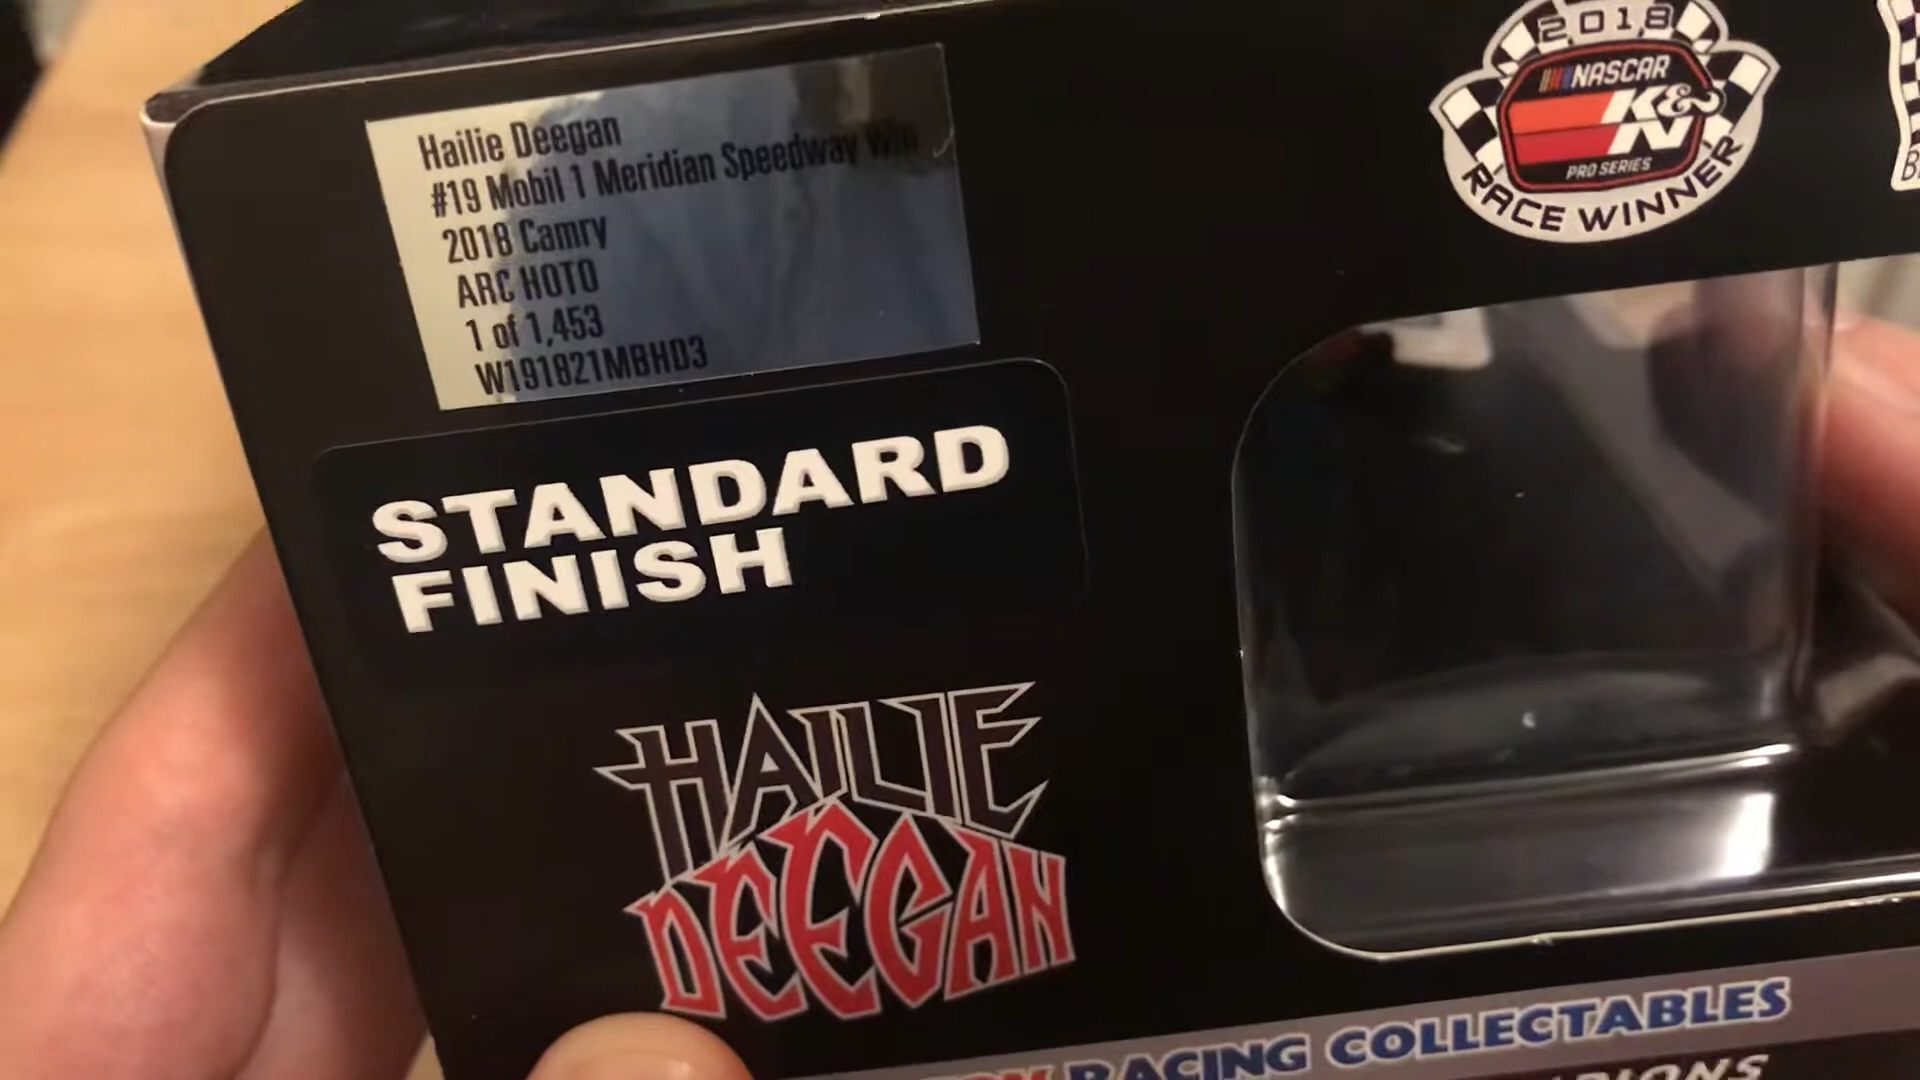 Hailie Deegan
#19 Mobil 1 Meridian Speedway Win
2018 Camry
ARC HOTO
1 of 1,453
W191821MBHD3
STANDARD
FINISH
HAILIE
DEEGAN
2018
NASCAR
K&N
PRO SERIES
RACE WINNER
RACING COLLECTABLES